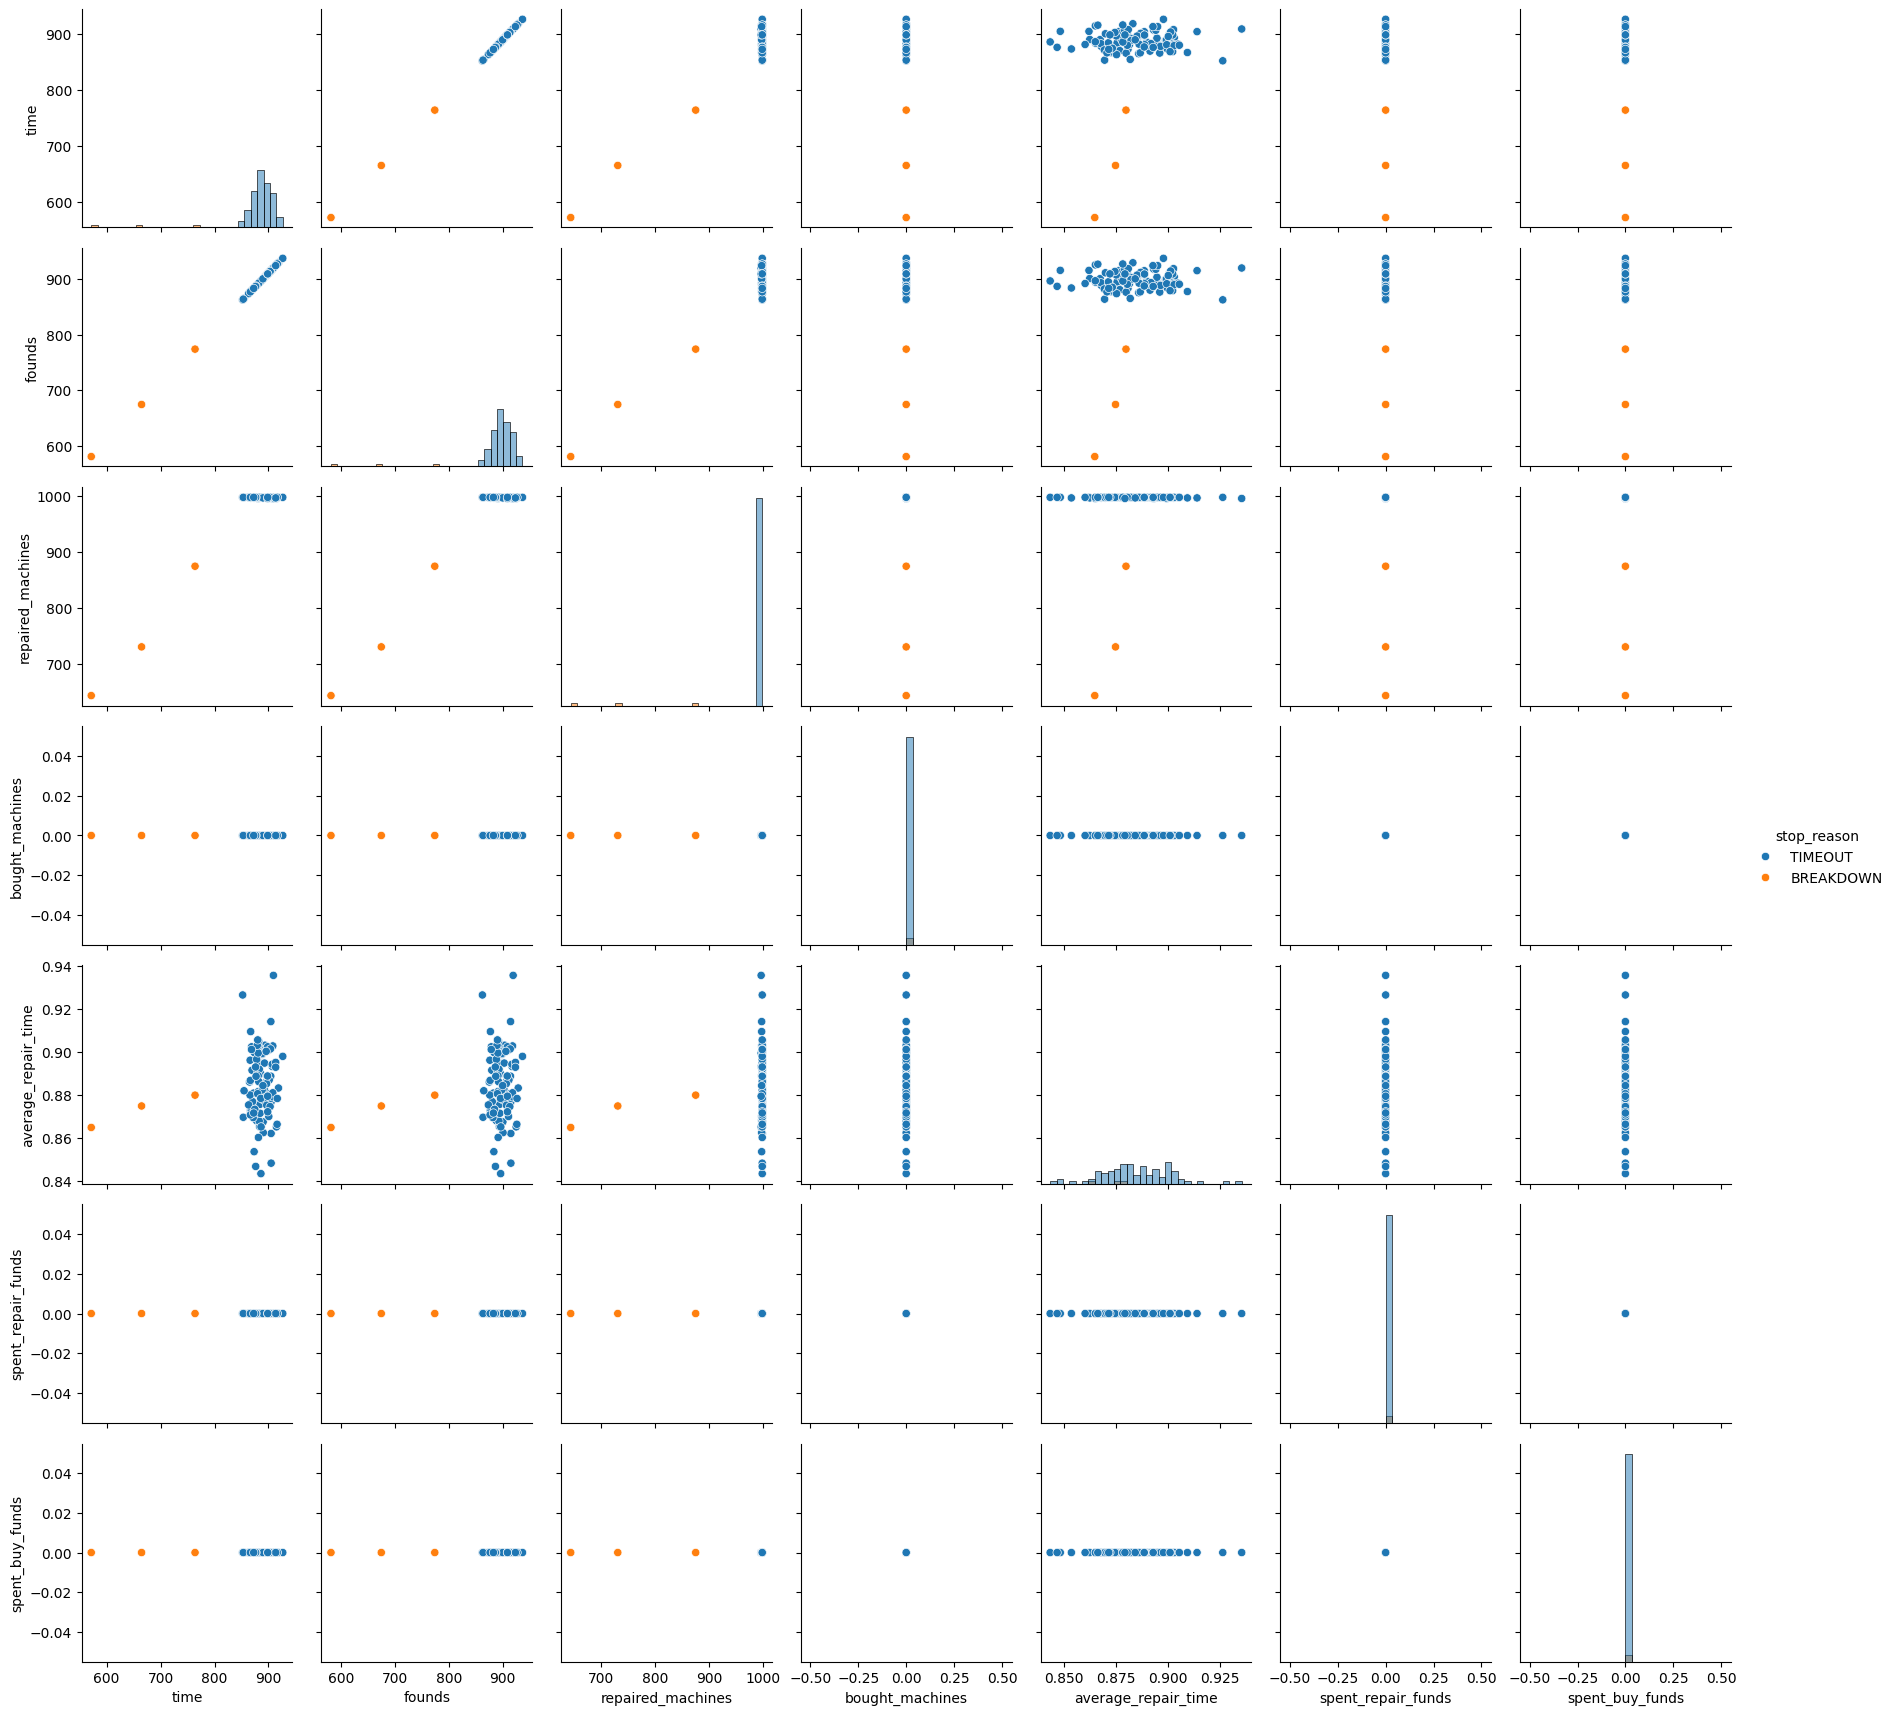 900
800
700
600
time
900
800
700
600
founds
1000
900
800
700
repaired_machines
0.04
0.02
0.00
−0.02
−0.04
bought_machines
stop_reason
TIMEOUT
BREAKDOWN
0.94
0.92
0.90
0.88
0.86
0.84
average_repair_time
0.04
0.02
0.00
−0.02
−0.04
spent_repair_funds
0.04
0.02
0.00
−0.02
−0.04
spent_buy_funds
600 700 800 900
time
600 700 800 900
founds
700 800 900 1000
repaired_machines
−0.50 −0.25 0.00 0.25 0.50
bought_machines
0.850 0.875 0.900 0.925
average_repair_time
−0.50 −0.25 0.00 0.25 0.50
spent_repair_funds
−0.50 −0.25 0.00 0.25 0.50
spent_buy_funds